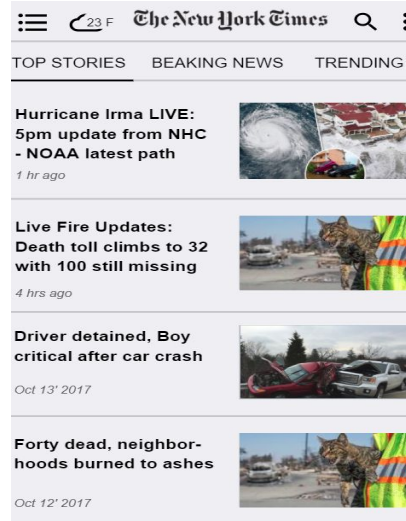 23 F The New York Times
TOP STORIES BEAKING NEWS TRENDING
Hurricane Irma LIVE:
5pm update from NHC
- NOAA latest path
1 hr ago
Live Fire Updates:
Death toll climbs to 32
with 100 still missing
4 hrs ago
Driver detained, Boy
critical after car crash
Oct 13' 2017
Forty dead, neighbor-
hoods burned to ashes
Oct 12' 2017